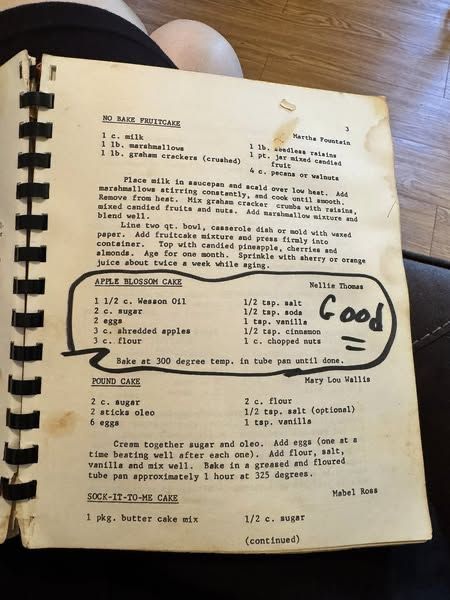 3
NO BAKE FRUITCAKE
Martha Fountain
1 c. milk
1 lb. marshmallows
1 lb. graham crackers (crushed)
1 lb. seedless raisins
1 pt. jar mixed candied
fruit
4 c. pecans or walnuts
Place milk in saucepan and scald over low heat. Add
marshmallows stirring constantly, and cook until smooth.
Remove from heat. Mix graham cracker crumbs with raisins,
mixed candied fruits and nuts. Add marshmallow mixture and
blend well.
Line two qt. bowl, casserole dish or mold with waxed
paper. Add fruitcake mixture and press firmly into
container. Top with candied pineapple, cherries and
almonds. Age for one month. Sprinkle with sherry or orange
juice about twice a week while aging.
APPLE BLOSSOM CAKE
Nellie Thomas
1 1/2 c. Wesson Oil
2 c. sugar
2 eggs
3 c. shredded apples
3 c. flour
1/2 tsp. salt
1/2 tsp. soda
1 tsp. vanilla
1/2 tsp. cinnamon
1 c. chopped nuts
Good
Bake at 300 degree temp. in tube pan until done.
POUND CAKE
Mary Lou Wallis
2 c. sugar
2 sticks oleo
6 eggs
2 c. flour
1/2 tsp. salt (optional)
1 tsp. vanilla
Cream together sugar and oleo. Add eggs (one at a
time beating well after each one). Add flour, salt,
vanilla and mix well. Bake in a greased and floured
tube pan approximately 1 hour at 325 degrees.
SOCK-IT-TO-ME CAKE
Mabel Ross
1 pkg. butter cake mix
1/2 c. sugar
(continued)